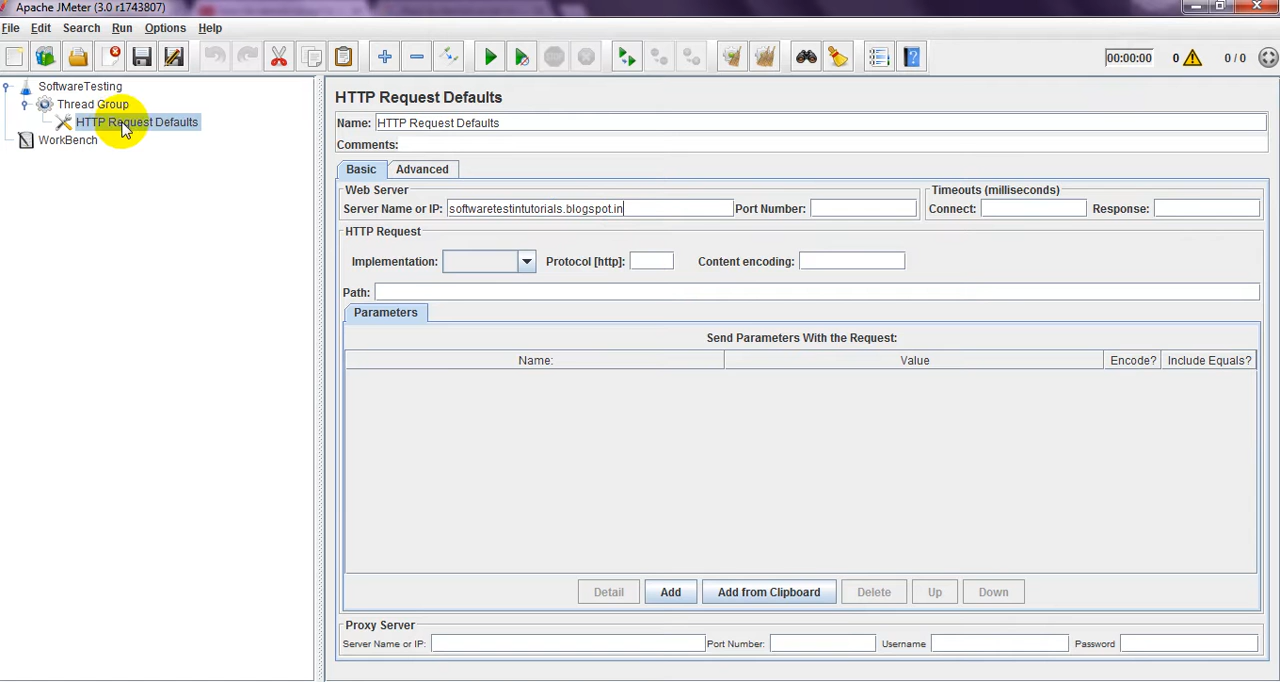 Apache JMeter (3.0 r1743807)
File Edit Search Run Options Help
00:00:00 0 0 / 0
SoftwareTesting
Thread Group
HTTP Request Defaults
WorkBench
HTTP Request Defaults
Name: HTTP Request Defaults
Comments:
Basic Advanced
Web Server Timeouts (milliseconds)
Server Name or IP: softwaretestintutorials.blogspot.in Port Number: Connect: Response:
HTTP Request
Implementation: Protocol [http]: Content encoding:
Path:
Parameters
Send Parameters With the Request:
Name: Value Encode? Include Equals?
Detail Add Add from Clipboard Delete Up Down
Proxy Server
Server Name or IP: Port Number: Username Password